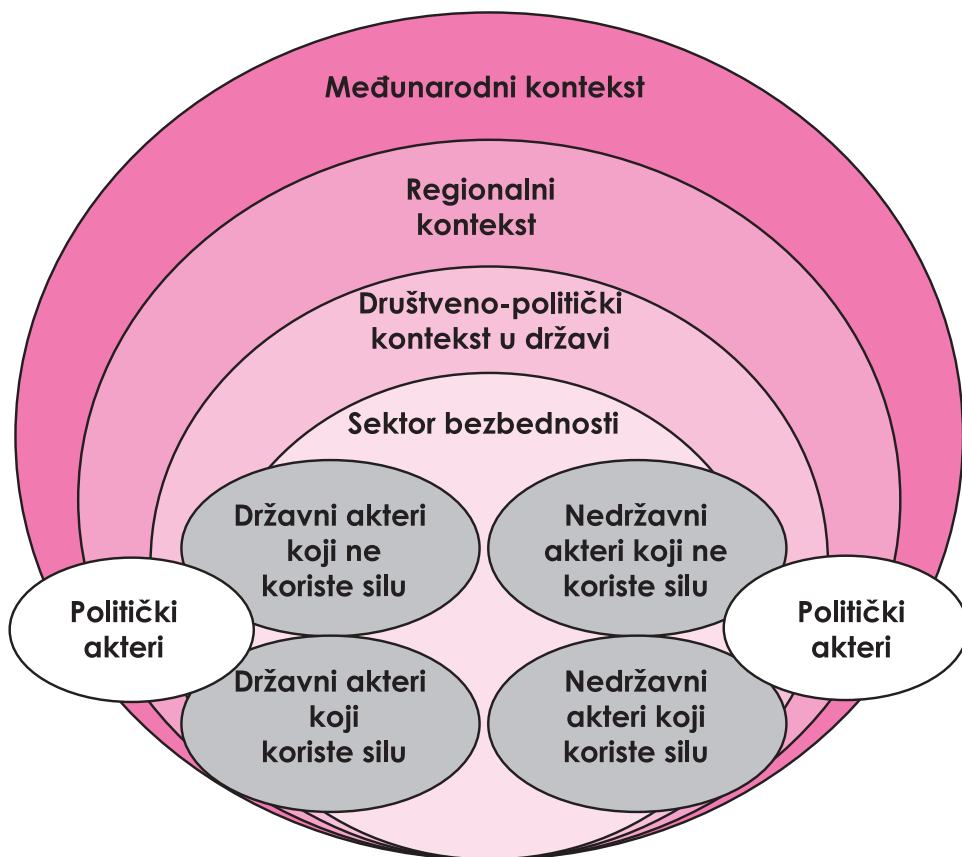 Međunarodni kontekst
Regionalni
kontekst
Društveno-politički
kontekst u državi
Sektor bezbednosti
Državni akteri
koji ne
koriste silu
Nedržavni
akteri koji ne
koriste silu
Politički
akteri
Politički
akteri
Državni akteri
koji
koriste silu
Nedržavni
akteri koji
koriste silu